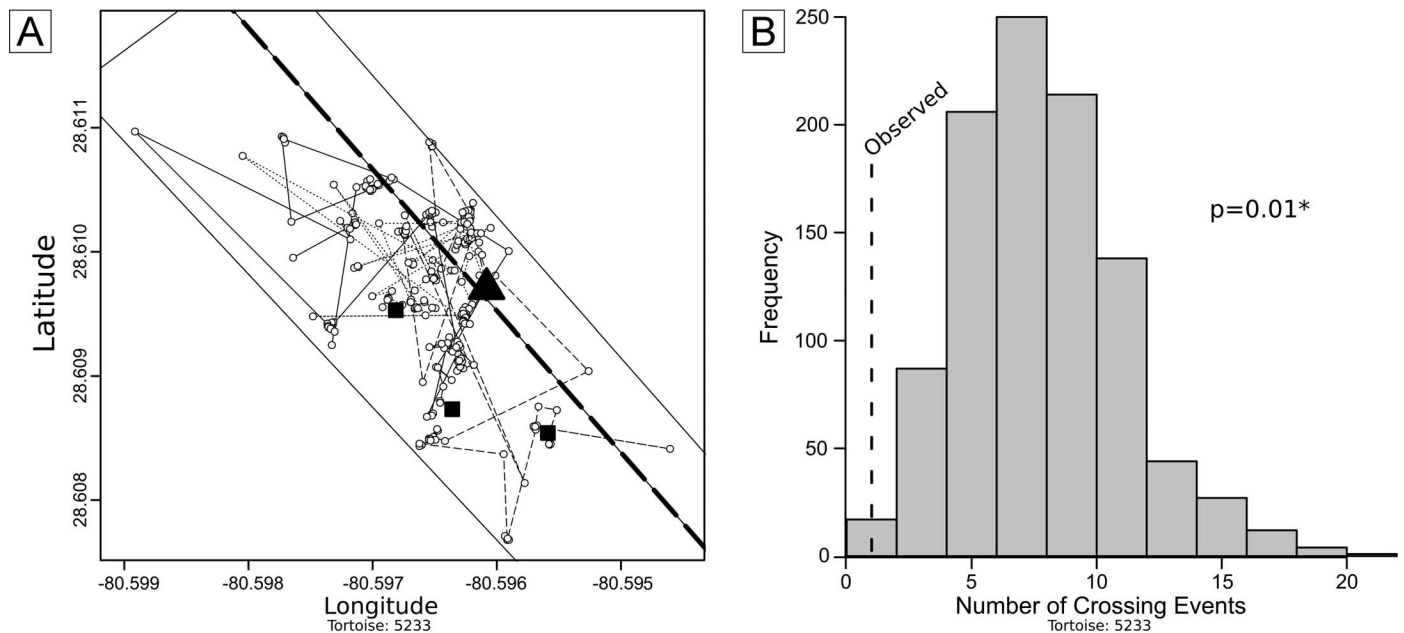 A
Latitude
28.611
28.610
28.609
28.608
-80.599 -80.598 -80.597 -80.596 -80.595
Longitude
Tortoise: 5233
B
Frequency
250
200
150
100
50
0
Observed
p=0.01*
0 5 10 15 20
Number of Crossing Events
Tortoise: 5233